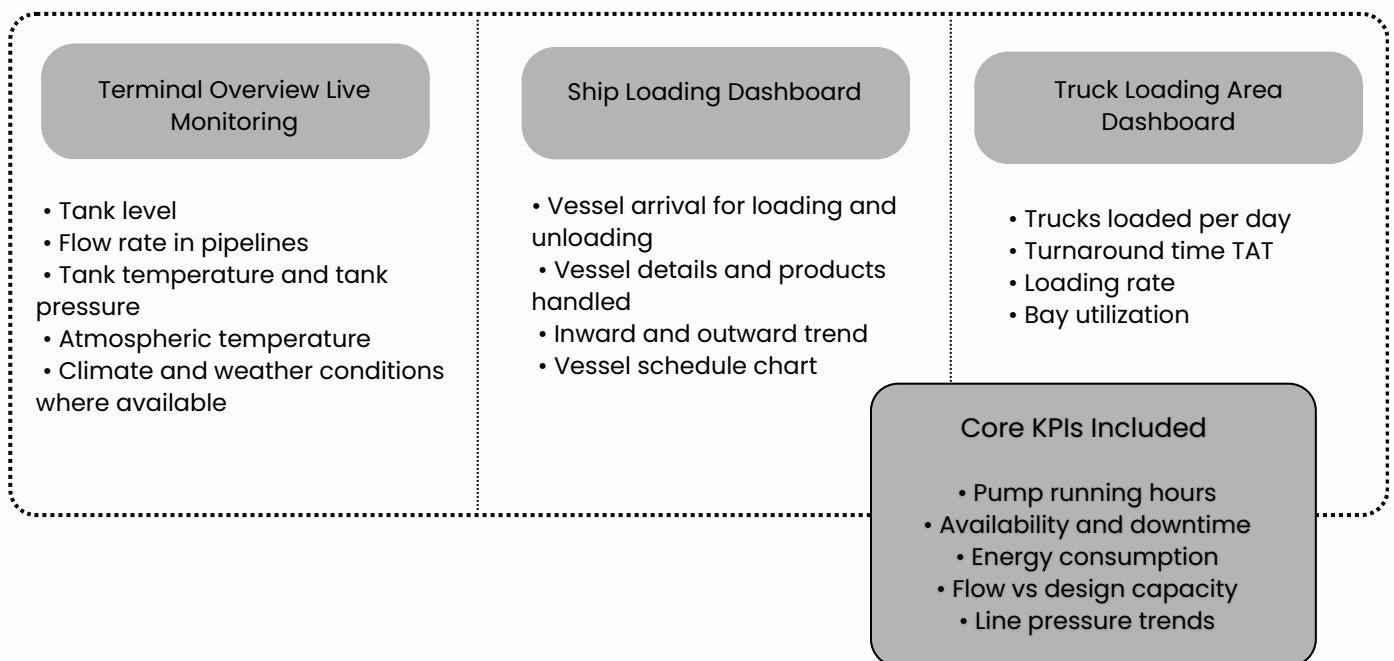 Terminal Overview Live
Monitoring
• Tank level
• Flow rate in pipelines
• Tank temperature and tank
pressure
• Atmospheric temperature
• Climate and weather conditions
where available
Ship Loading Dashboard
• Vessel arrival for loading and
unloading
• Vessel details and products
handled
• Inward and outward trend
• Vessel schedule chart
Truck Loading Area
Dashboard
• Trucks loaded per day
• Turnaround time TAT
• Loading rate
• Bay utilization
Core KPIs Included
• Pump running hours
• Availability and downtime
• Energy consumption
• Flow vs design capacity
• Line pressure trends